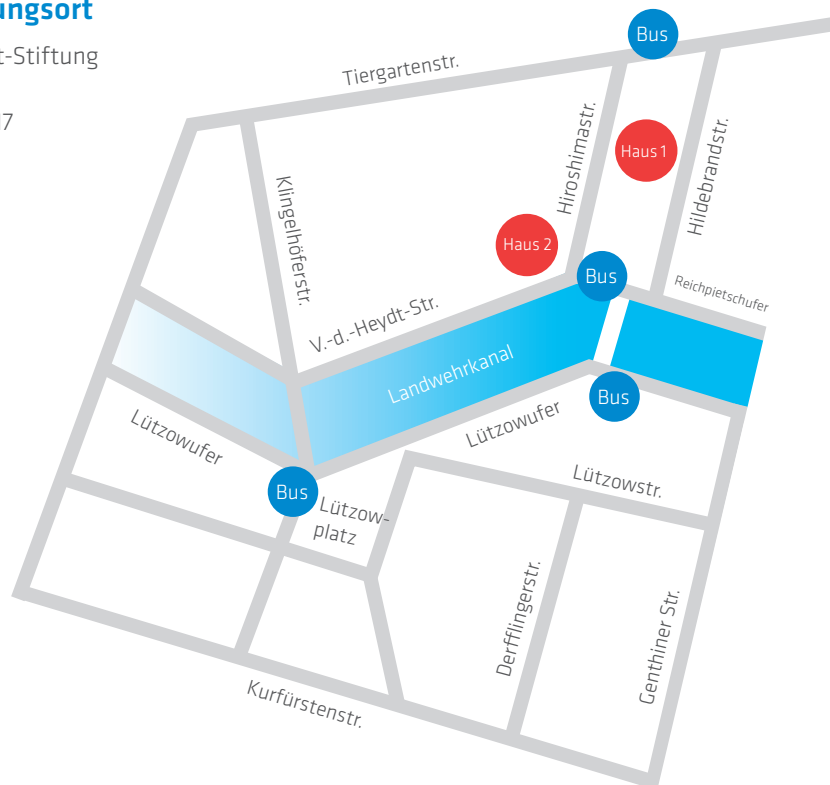 ungsort
t-Stiftung
17
Bus
Tiergartenstr.
Haus 1
Hiroshimastr.
Hildebrandstr.
Klingelhöferstr.
Haus 2
Bus
Reichpietschufer
V.-d.-Heydt-Str.
Landwehrkanal
Bus
Lützowufer
Lützowufer
Bus
Lützowstr.
Lützow-
platz
Derfflingerstr.
Genthiner Str.
Kurfürstenstr.